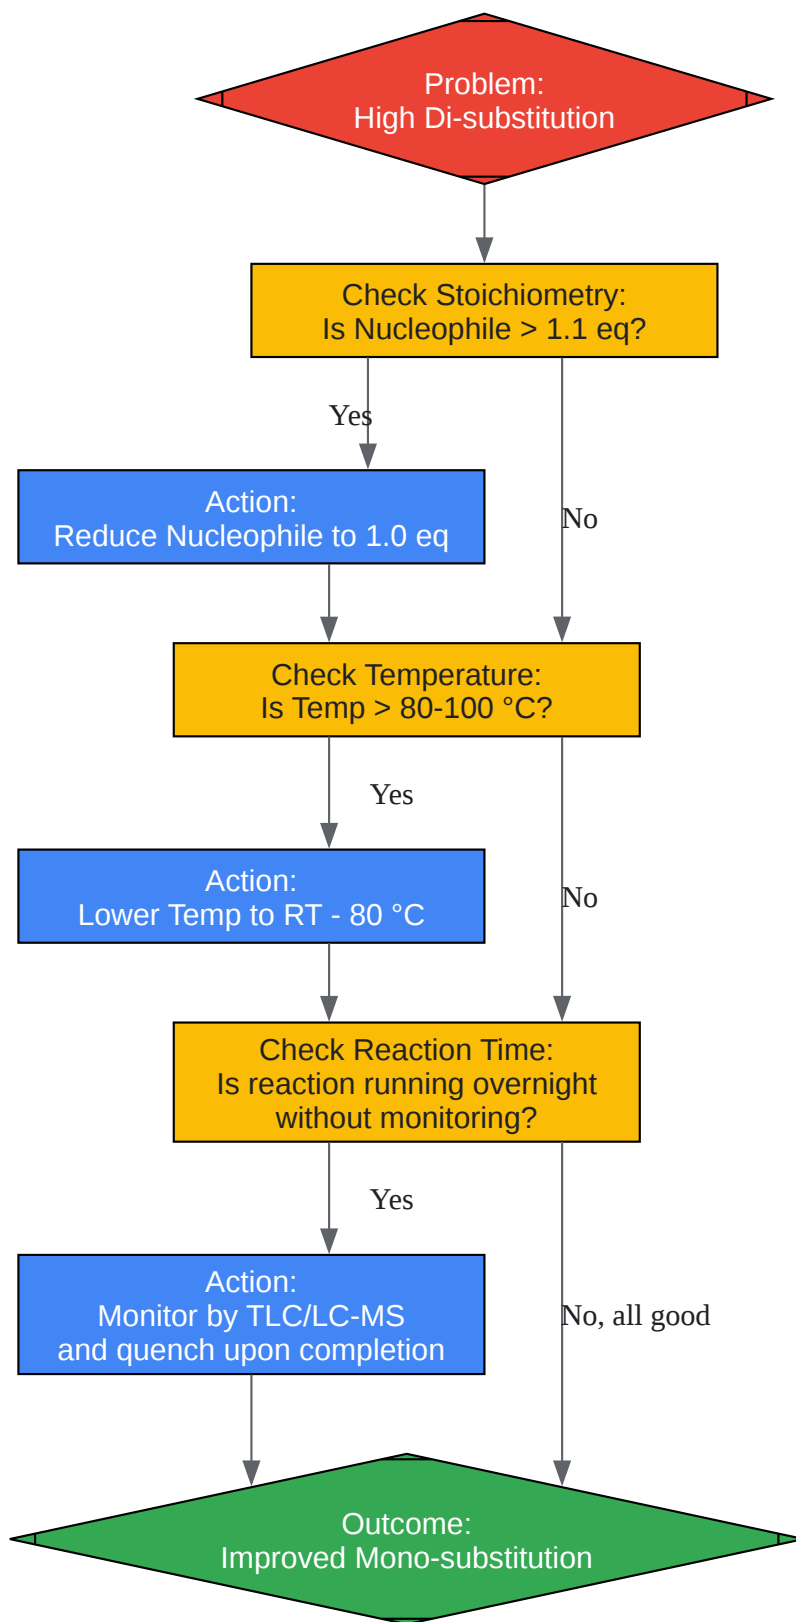 Problem:
High Di-substitution
Check Stoichiometry:
Is Nucleophile > 1.1 eq?
Yes
Action:
Reduce Nucleophile to 1.0 eq
No
Check Temperature:
Is Temp > 80-100 °C?
Yes
Action:
Lower Temp to RT - 80 °C
No
Check Reaction Time:
Is reaction running overnight
without monitoring?
Yes
Action:
Monitor by TLC/LC-MS
and quench upon completion
No, all good
Outcome:
Improved Mono-substitution